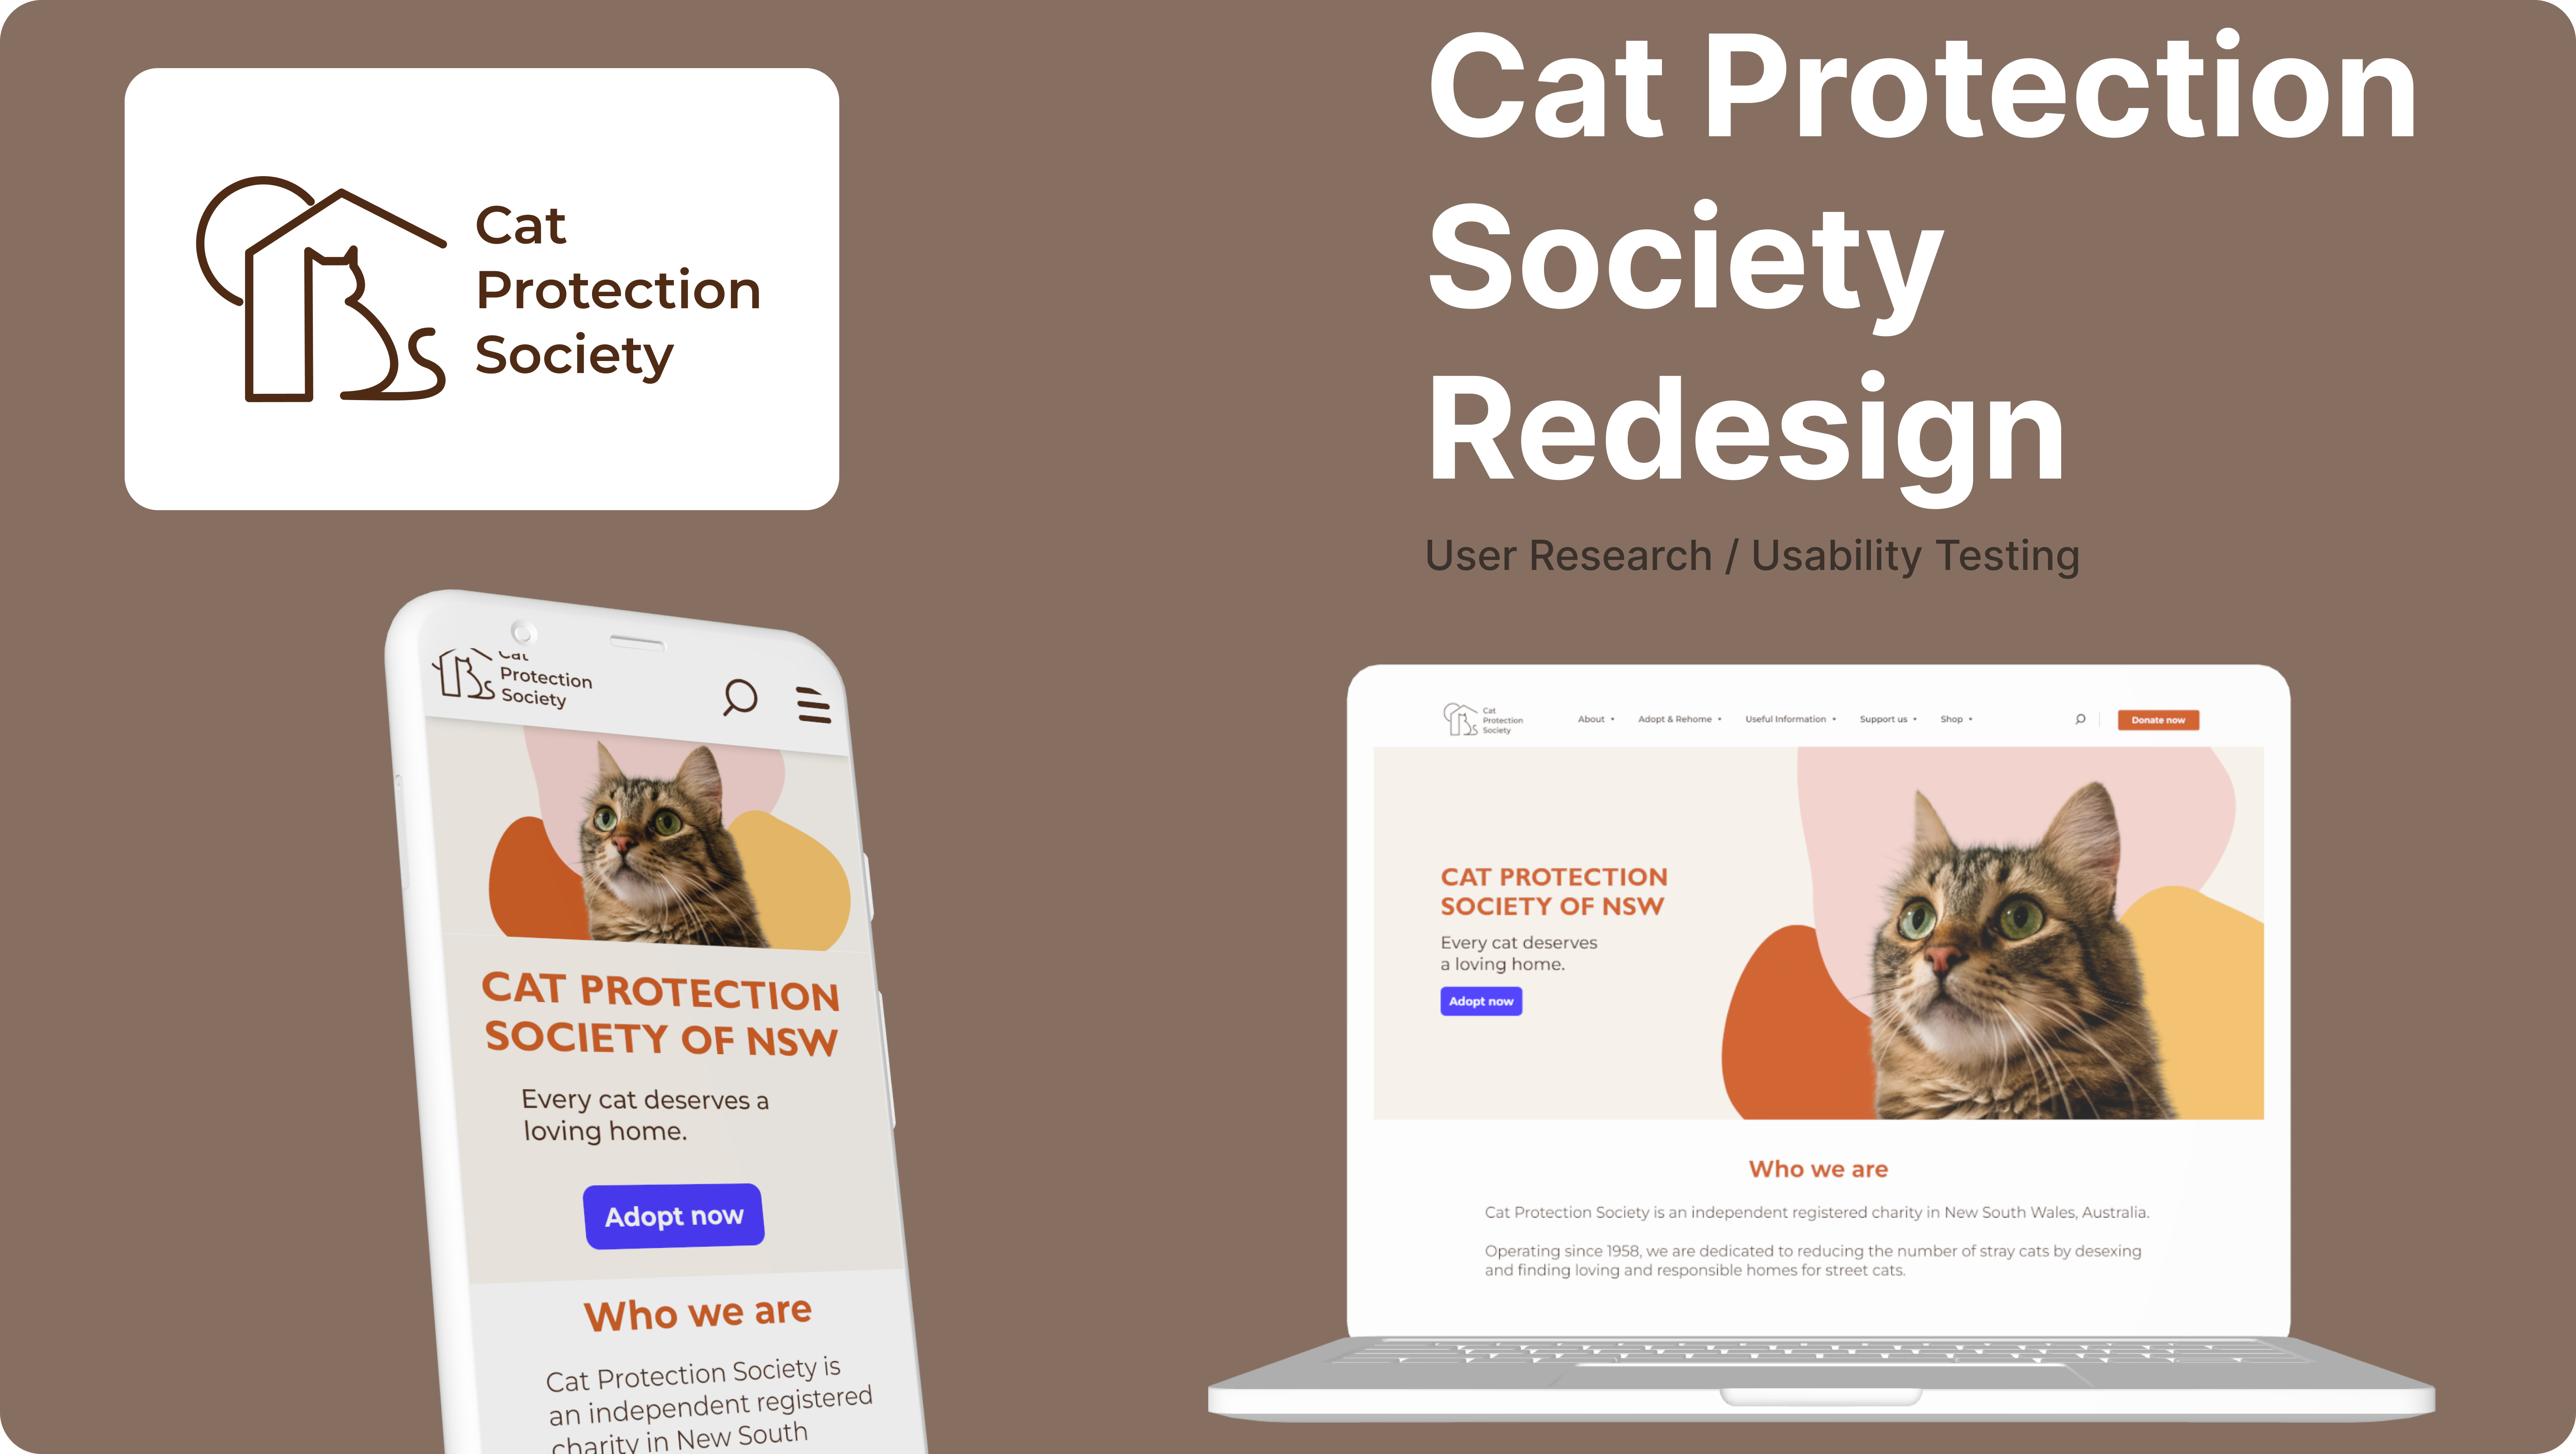 Cat
Protection
Society
Cat Protection
Society
Redesign
User Research / Usability Testing
Cat
Protection
Society
CAT PROTECTION
SOCIETY OF NSW
Every cat deserves a
loving home.
Adopt now
Who we are
Cat Protection Society is
an independent registered
charity in New South
Cat
Protection
Society
About
Adopt & Rehome
Useful Information
Support us
Shop
Donate now
CAT PROTECTION
SOCIETY OF NSW
Every cat deserves
a loving home.
Adopt now
Who we are
Cat Protection Society is an independent registered charity in New South Wales, Australia.
Operating since 1958, we are dedicated to reducing the number of stray cats by desexing
and finding loving and responsible homes for street cats.